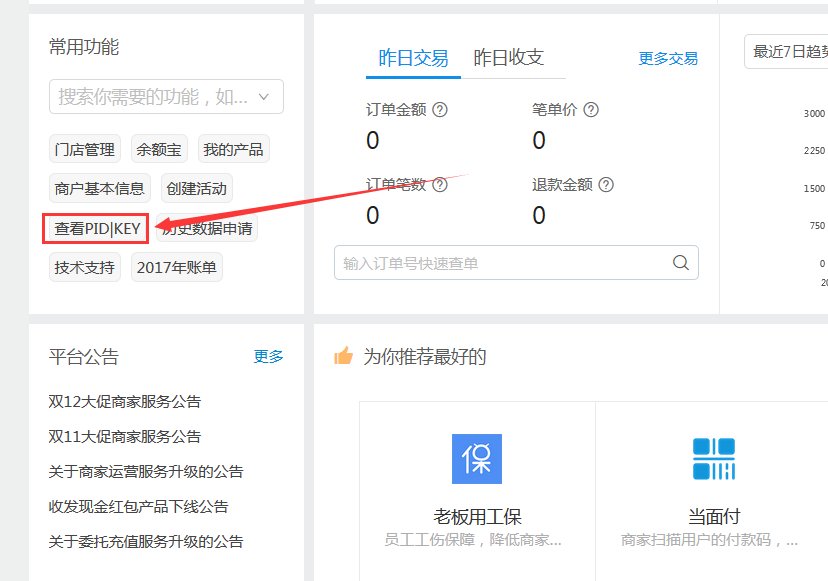 常用功能
搜索你需要的功能，如...
门店管理 余额宝 我的产品
商户基本信息 创建活动
查看PID|KEY 历史数据申请
技术支持 2017年账单
昨日交易 昨日收支 更多交易
订单金额 ? 笔单价 ?
0 0
订单笔数 ? 退款金额 ?
0 0
输入订单号快速查单
最近7日趋势
3000
2250
1500
750
0
平台公告 更多
双12大促商家服务公告
双11大促商家服务公告
关于商家运营服务升级的公告
收发现金红包产品下线公告
关于委托充值服务升级的公告
为你推荐最好的
保
老板用工保
员工工伤保障，降低商家...
当面付
商家扫描用户的付款码，...